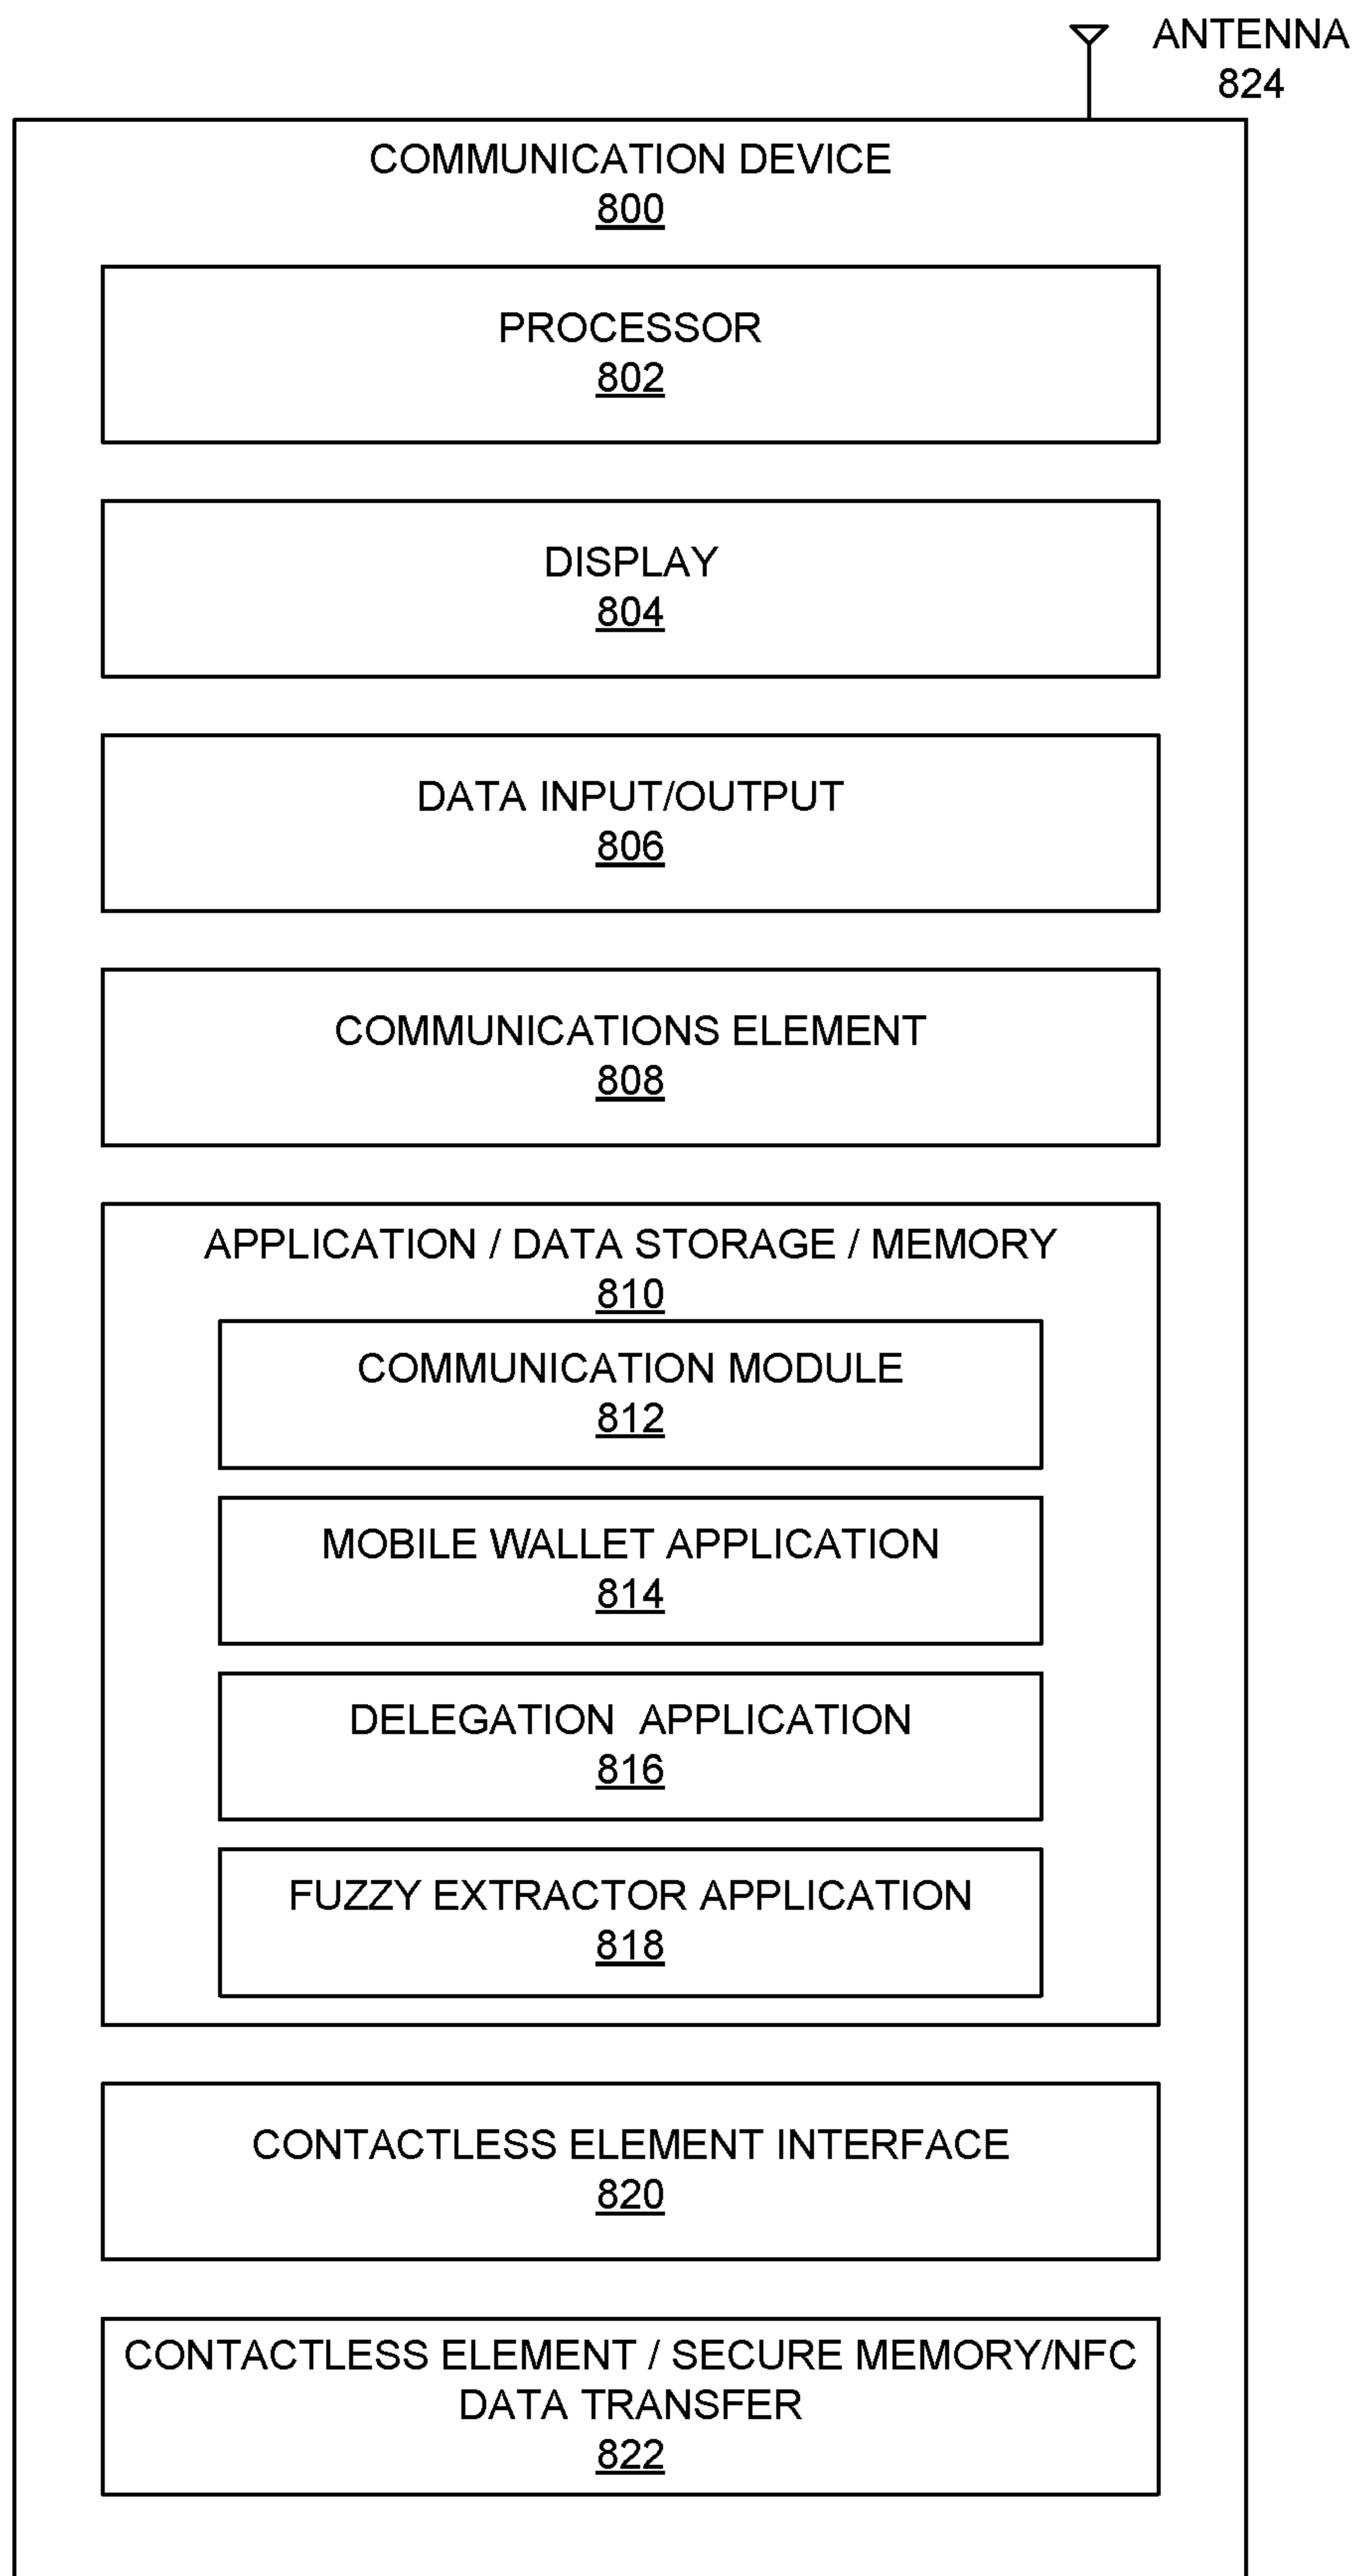 ANTENNA
824
COMMUNICATION DEVICE
800
PROCESSOR
802
DISPLAY
804
DATA INPUT/OUTPUT
806
COMMUNICATIONS ELEMENT
808
APPLICATION / DATA STORAGE / MEMORY
810
COMMUNICATION MODULE
812
MOBILE WALLET APPLICATION
814
DELEGATION APPLICATION
816
FUZZY EXTRACTOR APPLICATION
818
CONTACTLESS ELEMENT INTERFACE
820
CONTACTLESS ELEMENT / SECURE MEMORY/NFC
DATA TRANSFER
822